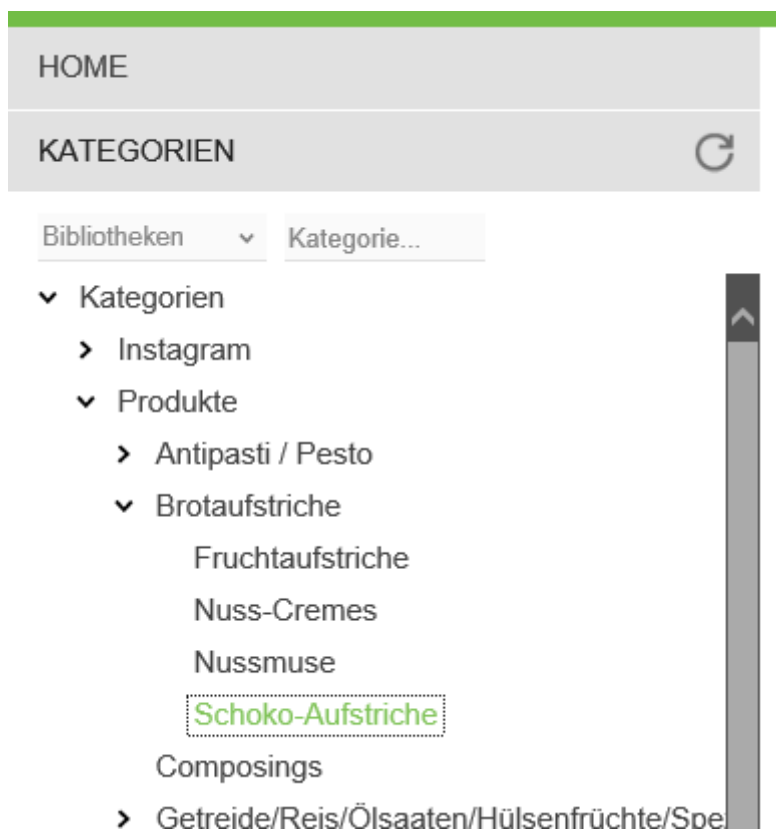 HOME
KATEGORIEN
Bibliotheken Kategorie...
Kategorien
Instagram
Produkte
Antipasti / Pesto
Brotaufstriche
Fruchtaufstriche
Nuss-Cremes
Nussmuse
Schoko-Aufstriche
Composings
Getreide/Reis/Ölsaaten/Hülsenfrüchte/Spe